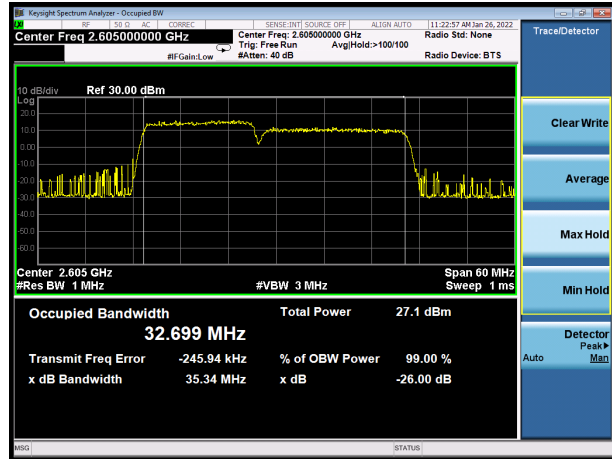 Keysight Spectrum Analyzer - Occupied BW
LXI RF 50 Ω AC CORREC SENSE:INT SOURCE OFF ALIGN AUTO 11:22:57 AM Jan 26, 2022
Center Freq 2.605000000 GHz
Center Freq: 2.605000000 GHz
Radio Std: None
Trig: Free Run Avg|Hold:>100/100
#IFGain:Low #Atten: 40 dB Radio Device: BTS
Trace/Detector
10 dB/div Ref 30.00 dBm
Log
20.0
10.0
0.00
-10.0
-20.0
-30.0
-40.0
-50.0
-60.0
Center 2.605 GHz Span 60 MHz
#Res BW 1 MHz #VBW 3 MHz Sweep 1 ms
Occupied Bandwidth Total Power 27.1 dBm
32.699 MHz
Transmit Freq Error -245.94 kHz % of OBW Power 99.00 %
x dB Bandwidth 35.34 MHz x dB -26.00 dB
Clear Write
Average
Max Hold
Min Hold
Detector
Peak▶
Auto Man
MSG STATUS